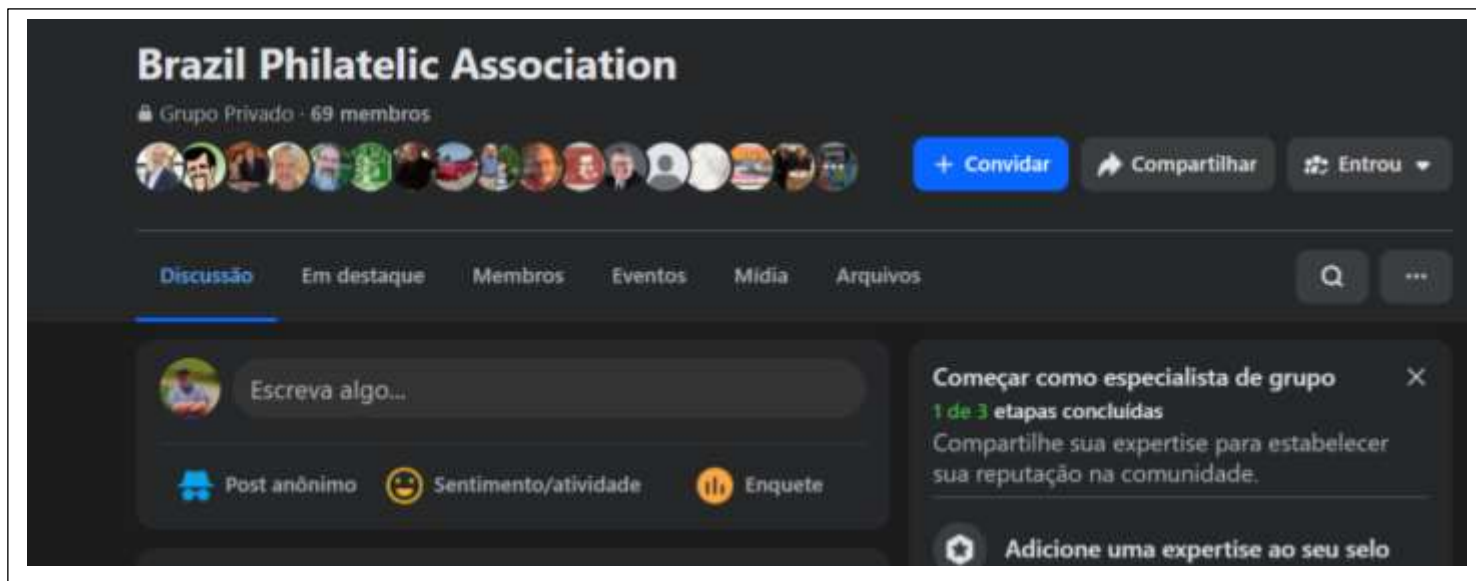 Brazil Philatelic Association
Grupo Privado · 69 membros
+ Convidar
Compartilhar
Entrou
Discussão
Em destaque
Membros
Eventos
Mídia
Arquivos
Escreva algo...
Post anônimo
Sentimento/atividade
Enquete
Começar como especialista de grupo
1 de 3 etapas concluídas
Compartilhe sua expertise para estabelecer
sua reputação na comunidade.
Adicione uma expertise ao seu selo